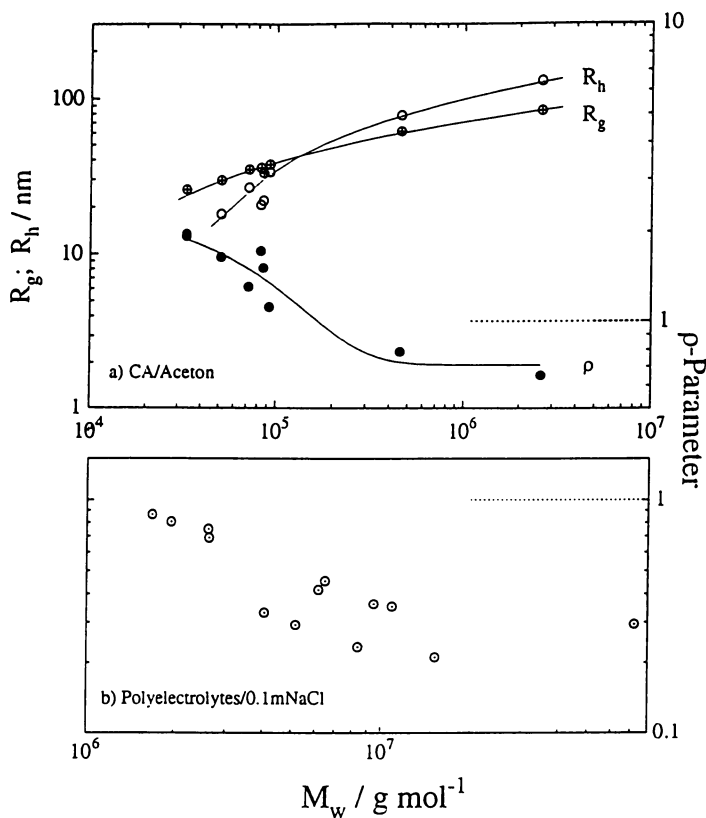 10
R_h
100
R_g
R_g; R_h / nm
10
1
ρ
a) CA/Aceton
1
10^4
10^5
10^6
10^7
ρ-Parameter
1
b) Polyelectrolytes/0.1mNaCl
0.1
10^6
10^7
M_w / g mol^-1